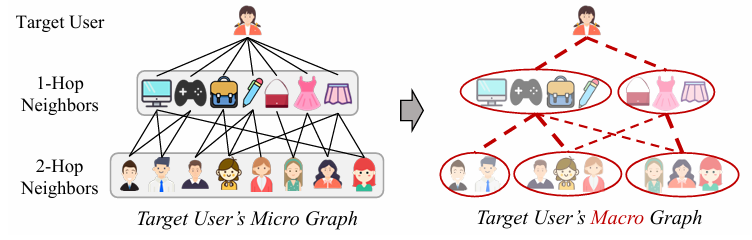 Target User
1-Hop
Neighbors
2-Hop
Neighbors
Target User's Micro Graph
Target User's Macro Graph